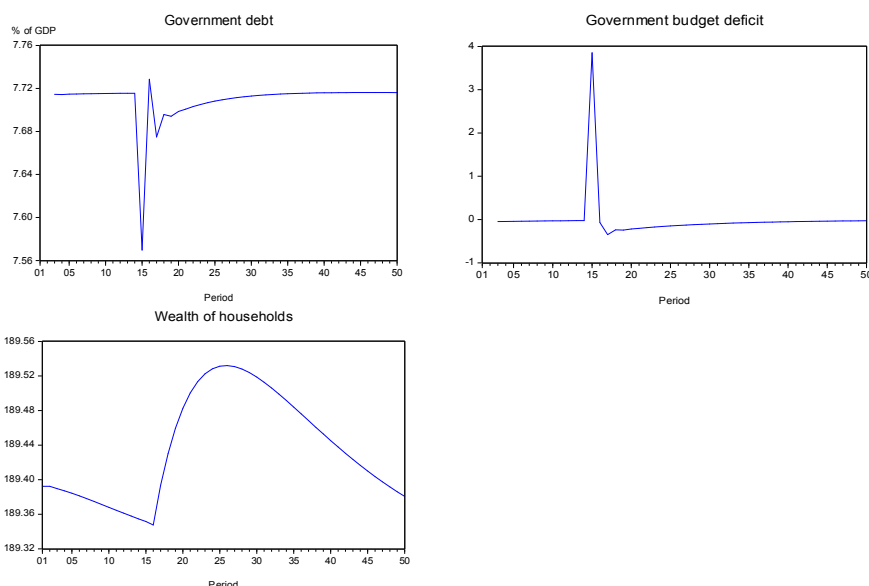 Government debt
% of GDP
7.76
7.72
7.68
7.64
7.60
7.56
01 05 10 15 20 25 30 35 40 45 50
Period
Government budget deficit
4
3
2
1
0
-1
01 05 10 15 20 25 30 35 40 45 50
Period
Wealth of households
189.56
189.52
189.48
189.44
189.40
189.36
189.32
01 05 10 15 20 25 30 35 40 45 50
Period